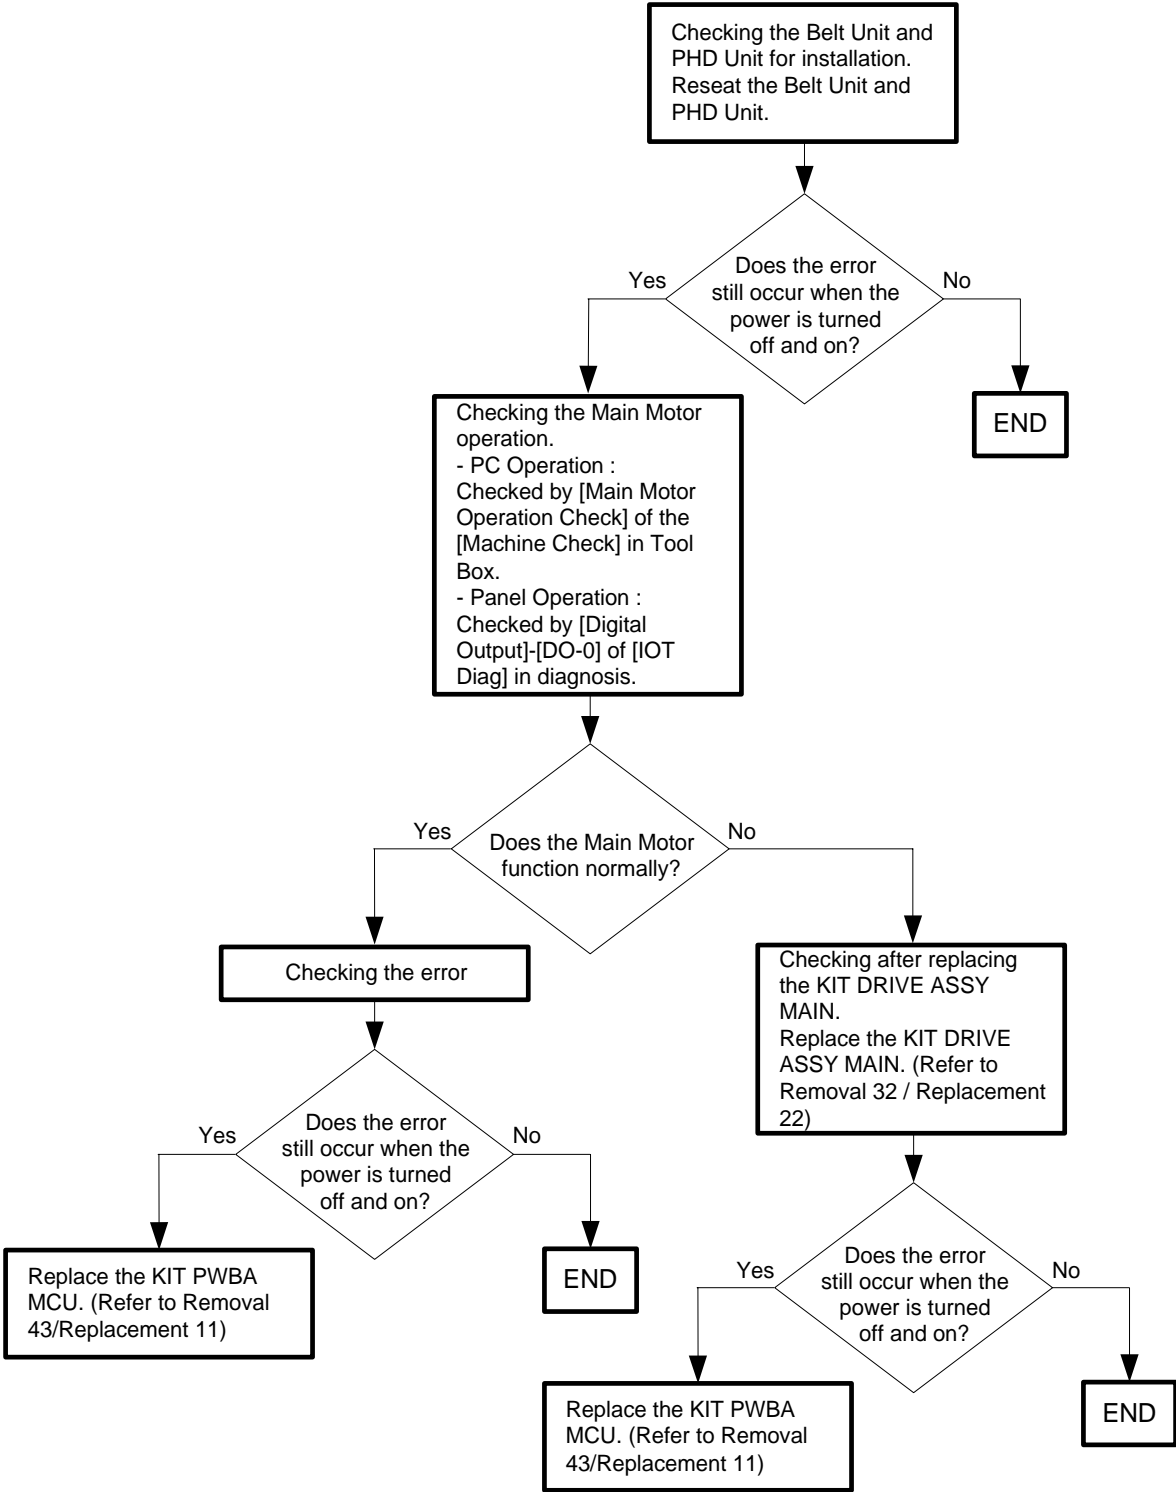 Checking the Belt Unit and
PHD Unit for installation.
Reseat the Belt Unit and
PHD Unit.
Does the error
still occur when the
power is turned
off and on?
Yes
No
END
Checking the Main Motor
operation.
- PC Operation :
Checked by [Main Motor
Operation Check] of the
[Machine Check] in Tool
Box.
- Panel Operation :
Checked by [Digital
Output]-[DO-0] of [IOT
Diag] in diagnosis.
Does the Main Motor
function normally?
Yes
No
Checking the error
Does the error
still occur when the
power is turned
off and on?
Yes
No
Replace the KIT PWBA
MCU. (Refer to Removal
43/Replacement 11)
END
Checking after replacing
the KIT DRIVE ASSY
MAIN.
Replace the KIT DRIVE
ASSY MAIN. (Refer to
Removal 32 / Replacement
22)
Does the error
still occur when the
power is turned
off and on?
Yes
No
Replace the KIT PWBA
MCU. (Refer to Removal
43/Replacement 11)
END